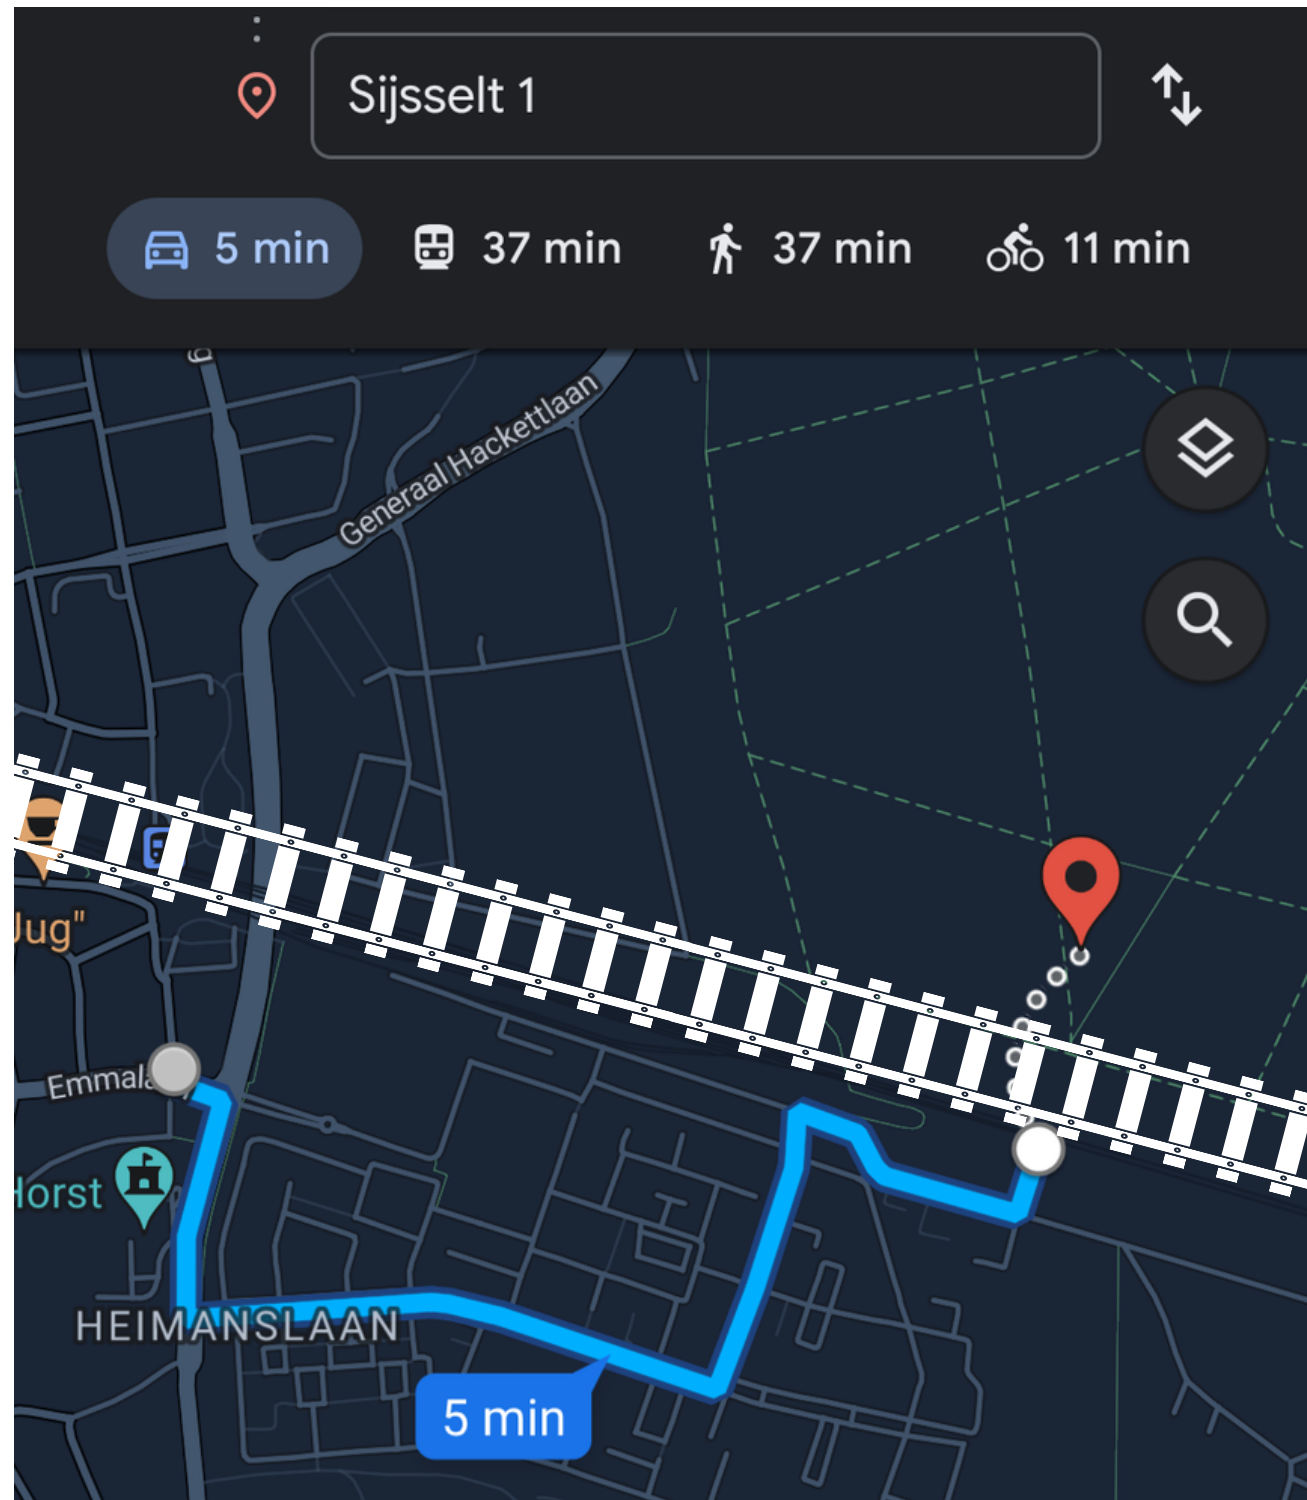 Sijsselt 1
5 min
37 min
37 min
11 min
Generaal Hackettlaan
Jug"
Emmala
Horst
HEIMANSLAAN
5 min